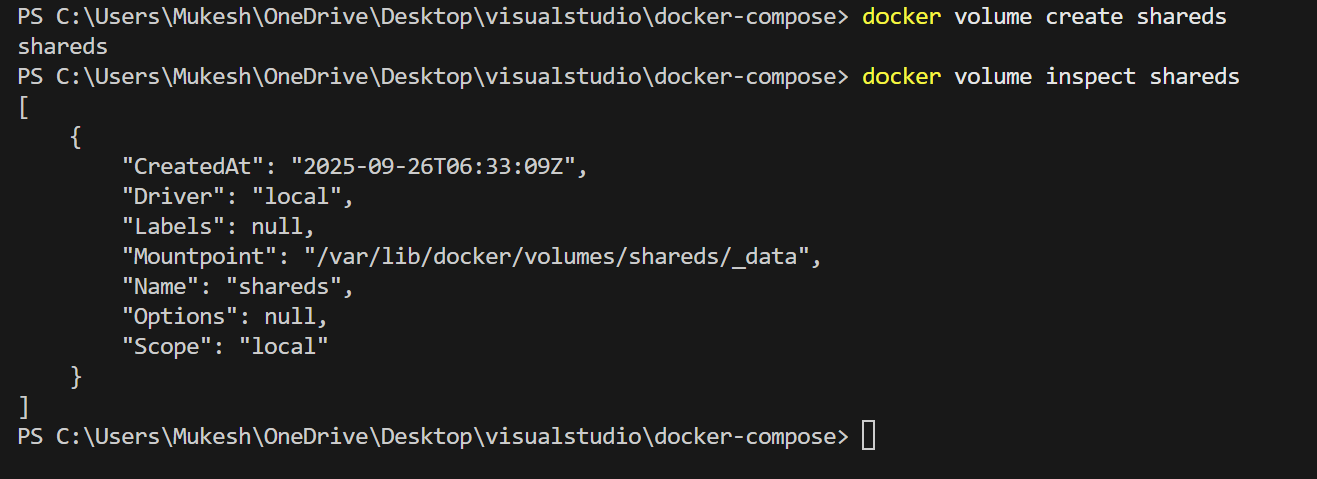 PS C:\Users\Mukesh\OneDrive\Desktop\visualstudio\docker-compose> docker volume create shareds
shareds
PS C:\Users\Mukesh\OneDrive\Desktop\visualstudio\docker-compose> docker volume inspect shareds
[
    {
        "CreatedAt": "2025-09-26T06:33:09Z",
        "Driver": "local",
        "Labels": null,
        "Mountpoint": "/var/lib/docker/volumes/shareds/_data",
        "Name": "shareds",
        "Options": null,
        "Scope": "local"
    }
]
PS C:\Users\Mukesh\OneDrive\Desktop\visualstudio\docker-compose>